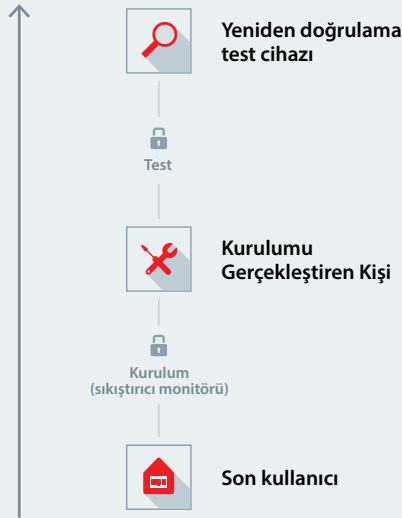 Yeniden doğrulama
test cihazı
Test
Kurulumu
Gerçekleştiren Kişi
Kurulum
(sıkıştırıcı monitörü)
Son kullanıcı